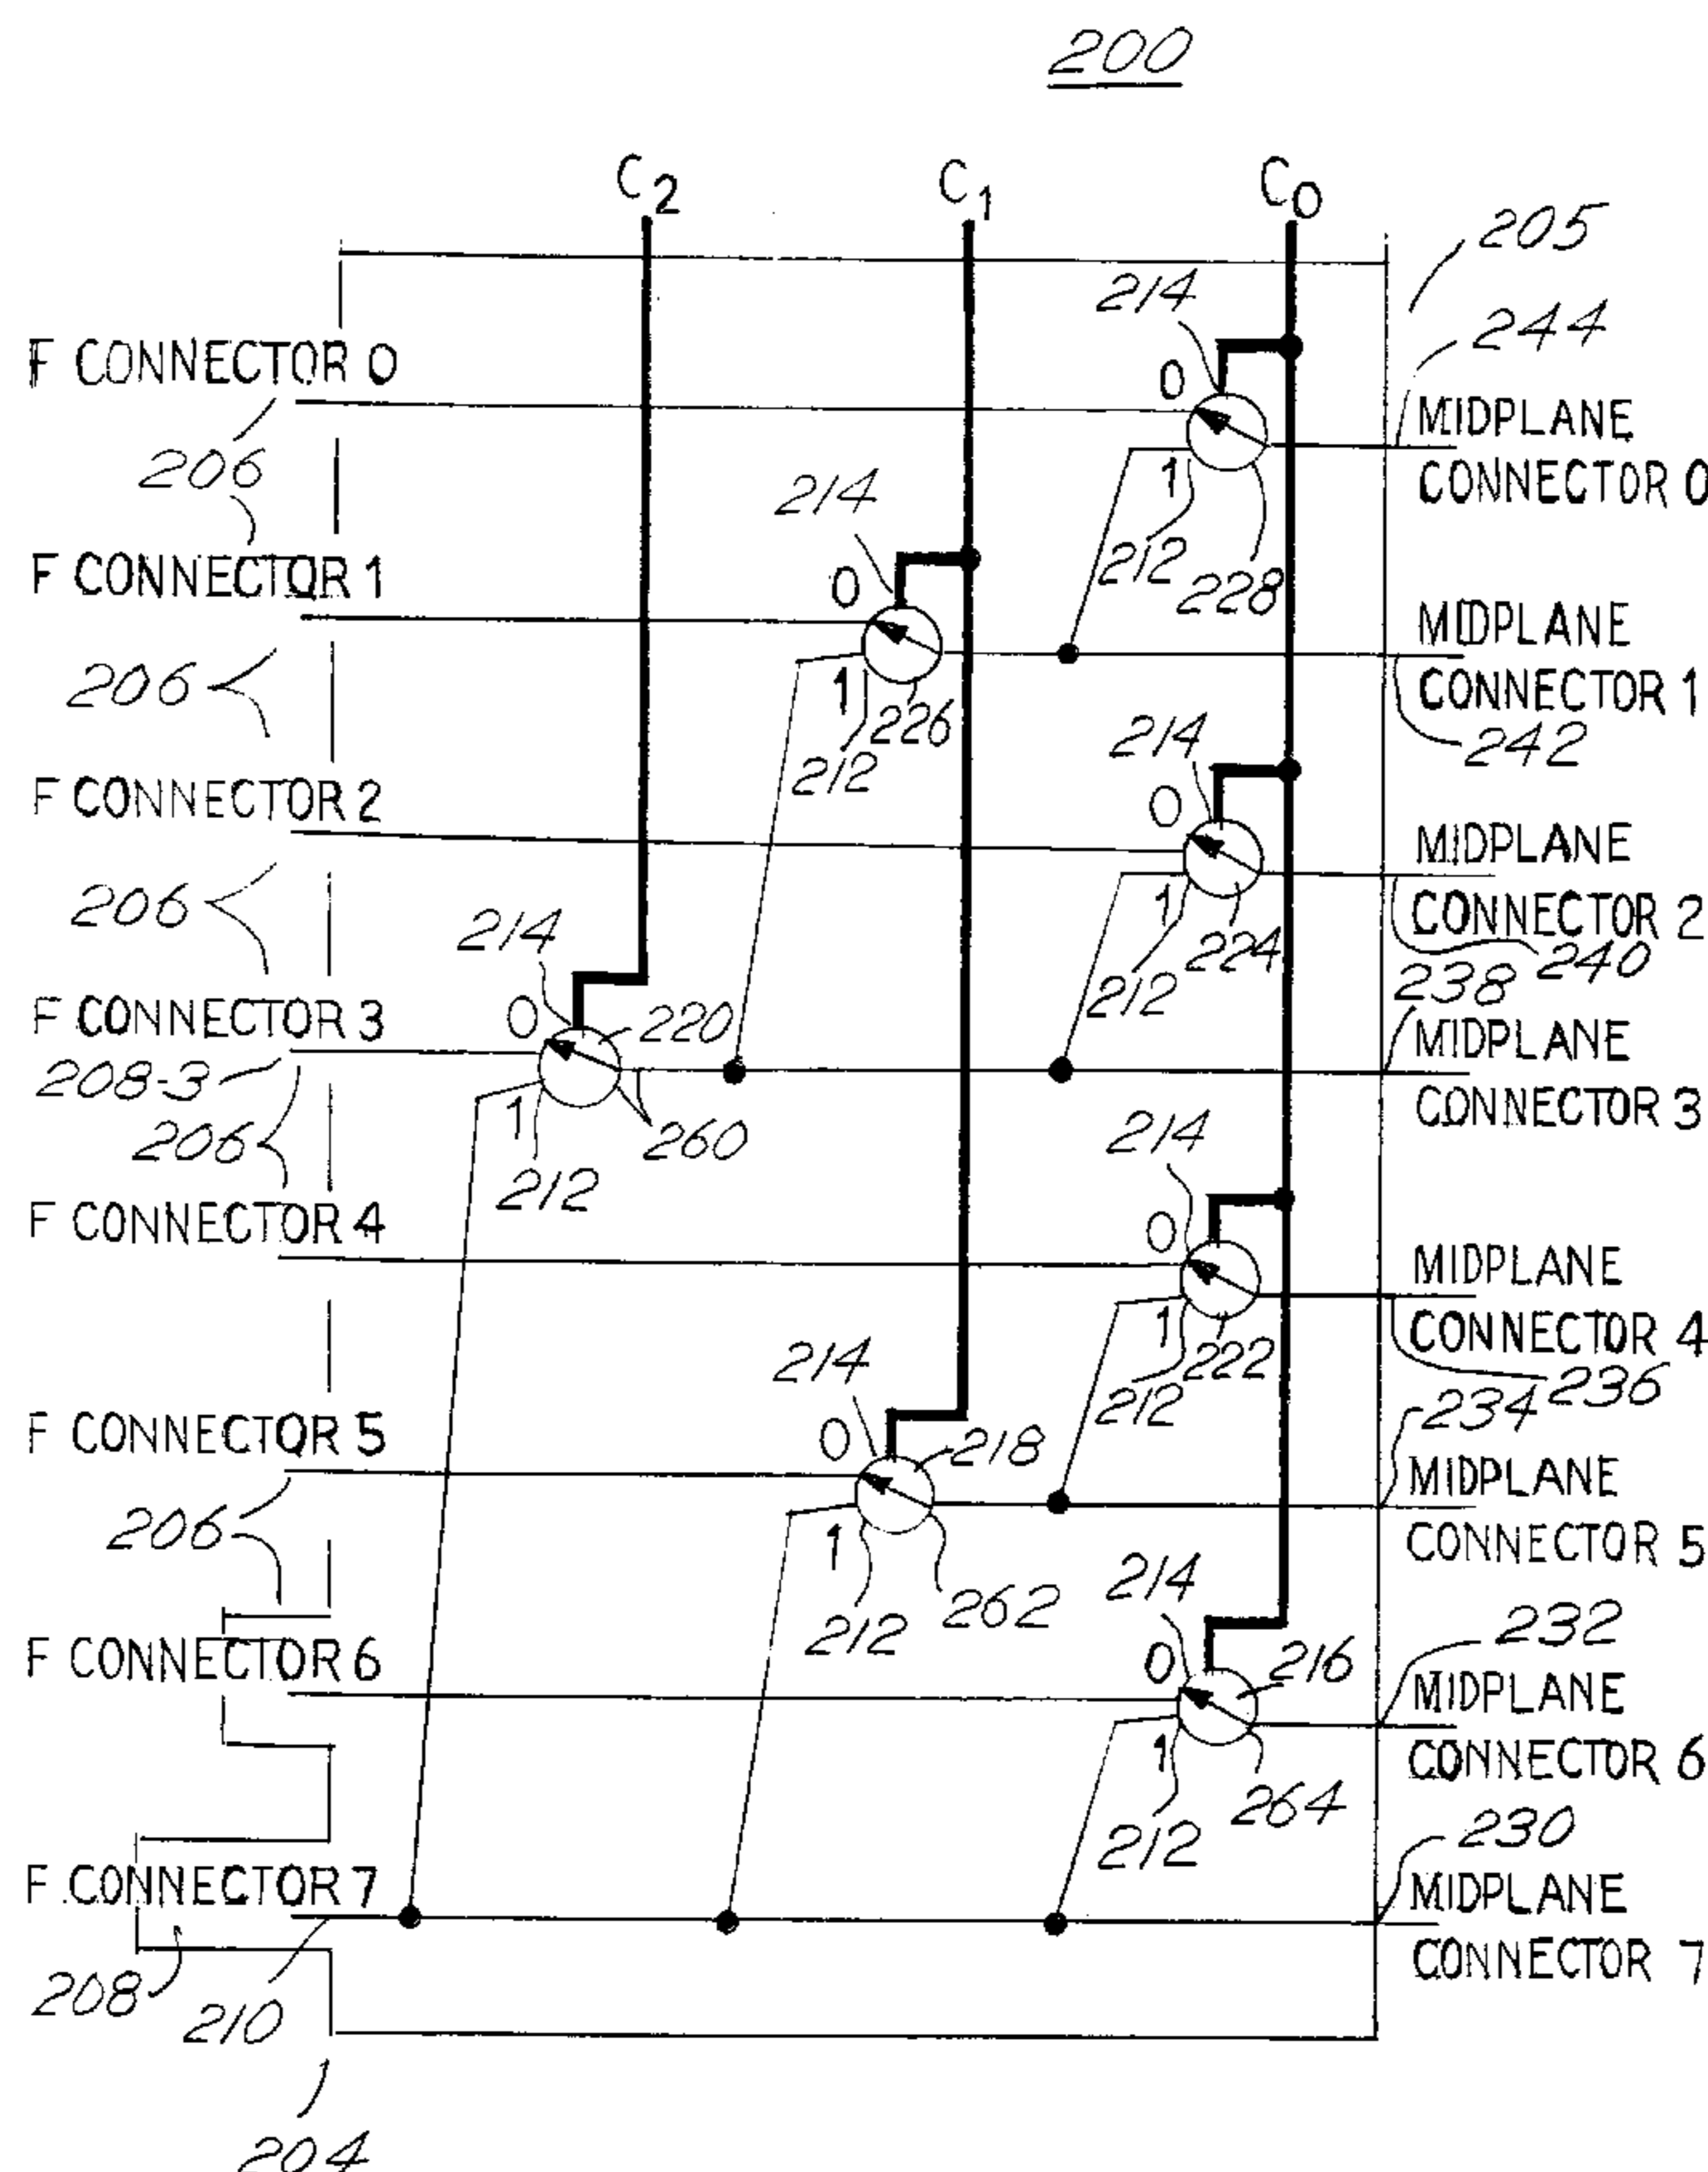 200
C2 C1 C0
205
214
244
F CONNECTOR 0
0
MIDPLANE
CONNECTOR 0
206
1
214
212
228
F CONNECTOR 1
0
MIDPLANE
CONNECTOR 1
206
1
226
214
242
212
F CONNECTOR 2
0
MIDPLANE
CONNECTOR 2
206
1
224
214
212
240
238
F CONNECTOR 3
0
220
MIDPLANE
CONNECTOR 3
208-3
1
260
214
206
212
F CONNECTOR 4
0
MIDPLANE
CONNECTOR 4
1
222
214
212
236
234
F CONNECTOR 5
0
218
MIDPLANE
CONNECTOR 5
206
1
214
212
262
232
F CONNECTOR 6
0
216
MIDPLANE
CONNECTOR 6
1
264
212
230
F CONNECTOR 7
MIDPLANE
CONNECTOR 7
208
210
204